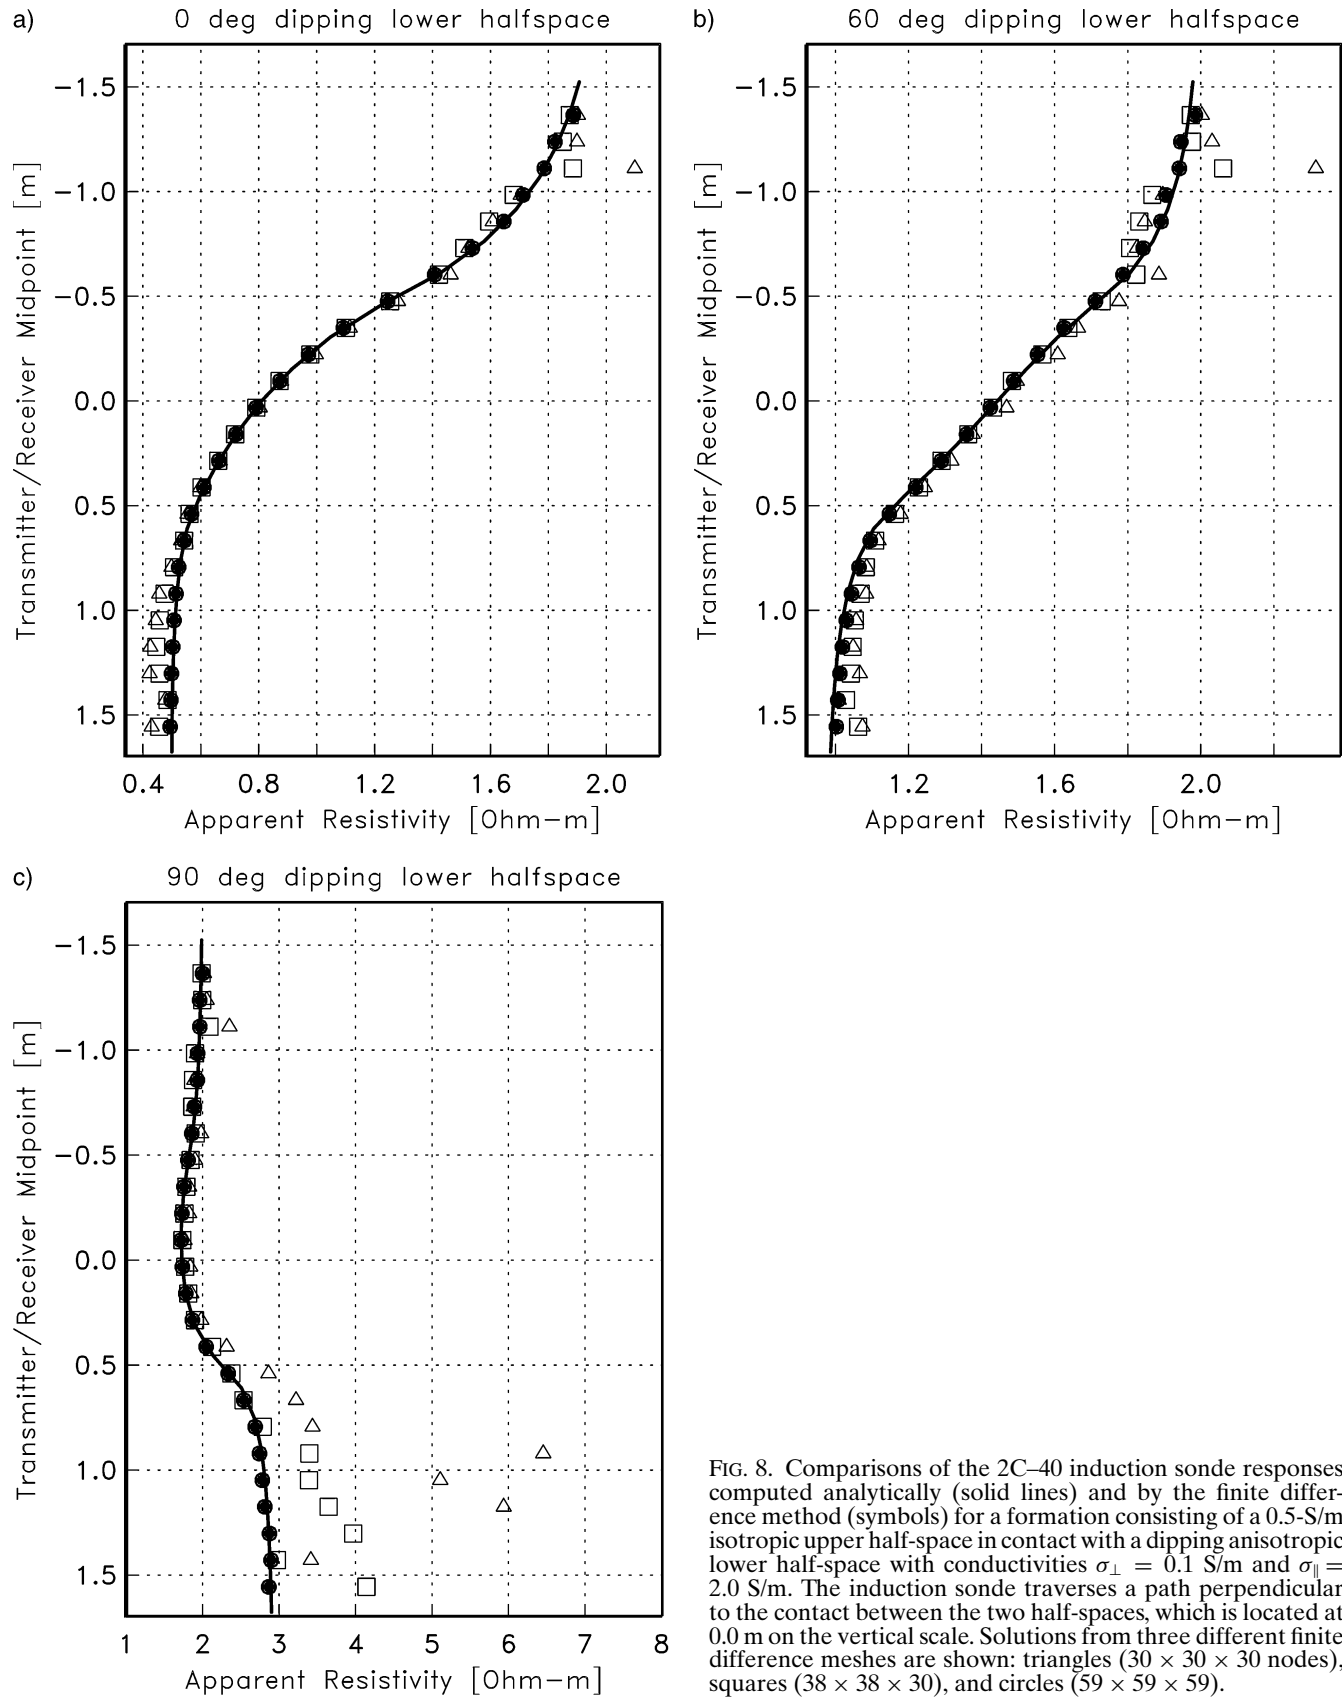 a)
0 deg dipping lower halfspace
Transmitter/Receiver Midpoint [m]
−1.5
−1.0
−0.5
0.0
0.5
1.0
1.5
0.4 0.8 1.2 1.6 2.0
Apparent Resistivity [Ohm−m]
b)
60 deg dipping lower halfspace
Transmitter/Receiver Midpoint [m]
−1.5
−1.0
−0.5
0.0
0.5
1.0
1.5
1.2 1.6 2.0
Apparent Resistivity [Ohm−m]
c)
90 deg dipping lower halfspace
Transmitter/Receiver Midpoint [m]
−1.5
−1.0
−0.5
0.0
0.5
1.0
1.5
1 2 3 4 5 6 7 8
Apparent Resistivity [Ohm−m]
FIG. 8. Comparisons of the 2C–40 induction sonde responses
computed analytically (solid lines) and by the finite differ-
ence method (symbols) for a formation consisting of a 0.5-S/m
isotropic upper half-space in contact with a dipping anisotropic
lower half-space with conductivities σ⊥ = 0.1 S/m and σ∥ =
2.0 S/m. The induction sonde traverses a path perpendicular
to the contact between the two half-spaces, which is located at
0.0 m on the vertical scale. Solutions from three different finite
difference meshes are shown: triangles (30 × 30 × 30 nodes),
squares (38 × 38 × 30), and circles (59 × 59 × 59).